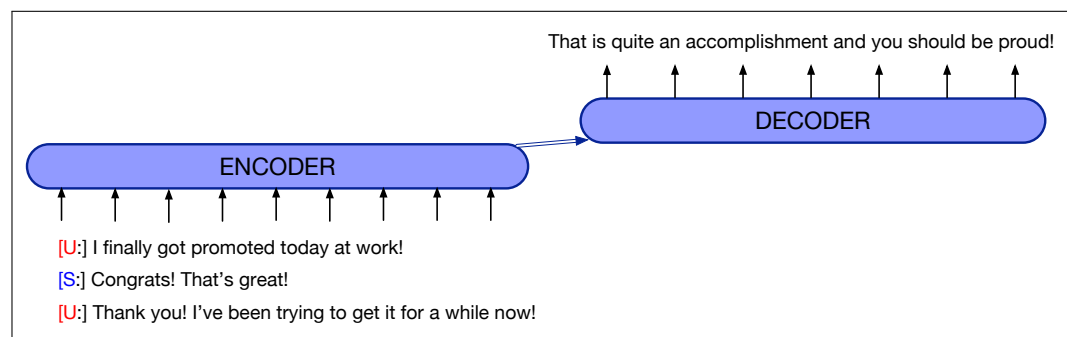 That is quite an accomplishment and you should be proud!
DECODER
ENCODER
[U:] I finally got promoted today at work!
[S:] Congrats! That's great!
[U:] Thank you! I've been trying to get it for a while now!